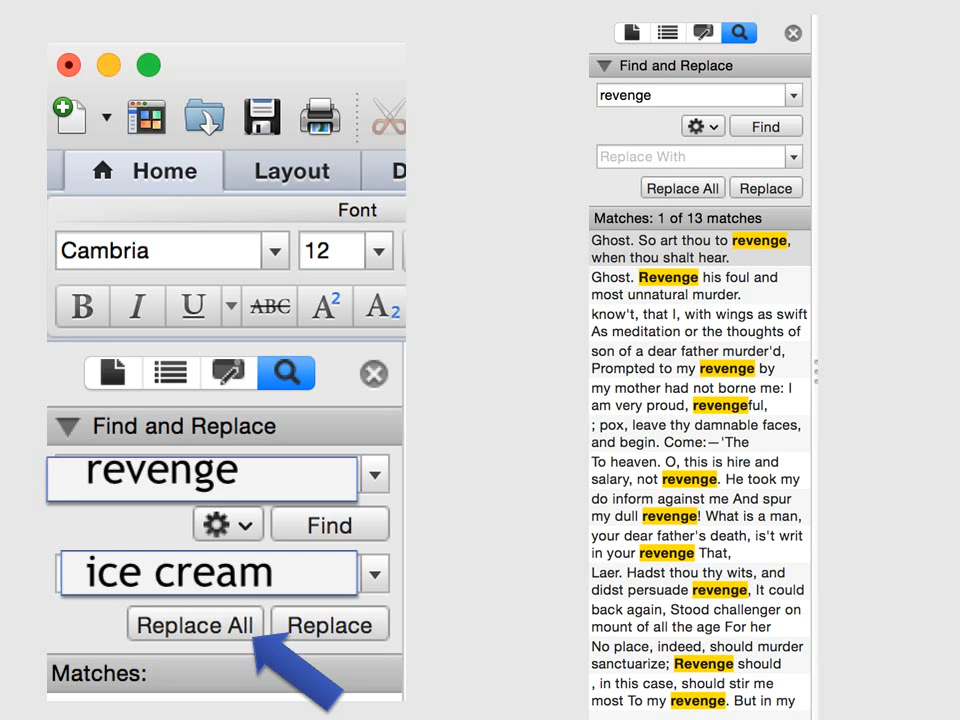 Home Layout D
Font
Cambria 12
B I U ABC A2 A2
Find and Replace
revenge
Find
ice cream
Replace All Replace
Matches:
Find and Replace
revenge
Find
Replace With
Replace All Replace
Matches: 1 of 13 matches
Ghost. So art thou to revenge,
when thou shalt hear.
Ghost. Revenge his foul and
most unnatural murder.
know't, that I, with wings as swift
As meditation or the thoughts of
son of a dear father murder'd,
Prompted to my revenge by
my mother had not borne me: I
am very proud, revengeful,
; pox, leave thy damnable faces,
and begin. Come:—'The
To heaven. O, this is hire and
salary, not revenge. He took my
do inform against me And spur
my dull revenge! What is a man,
your dear father's death, is't writ
in your revenge That,
Laer. Hadst thou thy wits, and
didst persuade revenge, It could
back again, Stood challenger on
mount of all the age For her
No place, indeed, should murder
sanctuarize; Revenge should
, in this case, should stir me
most To my revenge. But in my